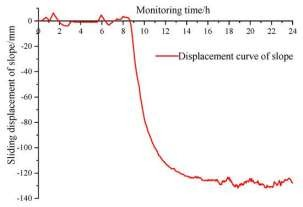 Monitoring time/h
0 2 4 6 8 10 12 14 16 18 20 22 24
Displacement curve of slope
Sliding displacement of slope/mm
20
0
-20
-40
-60
-80
-100
-120
-140